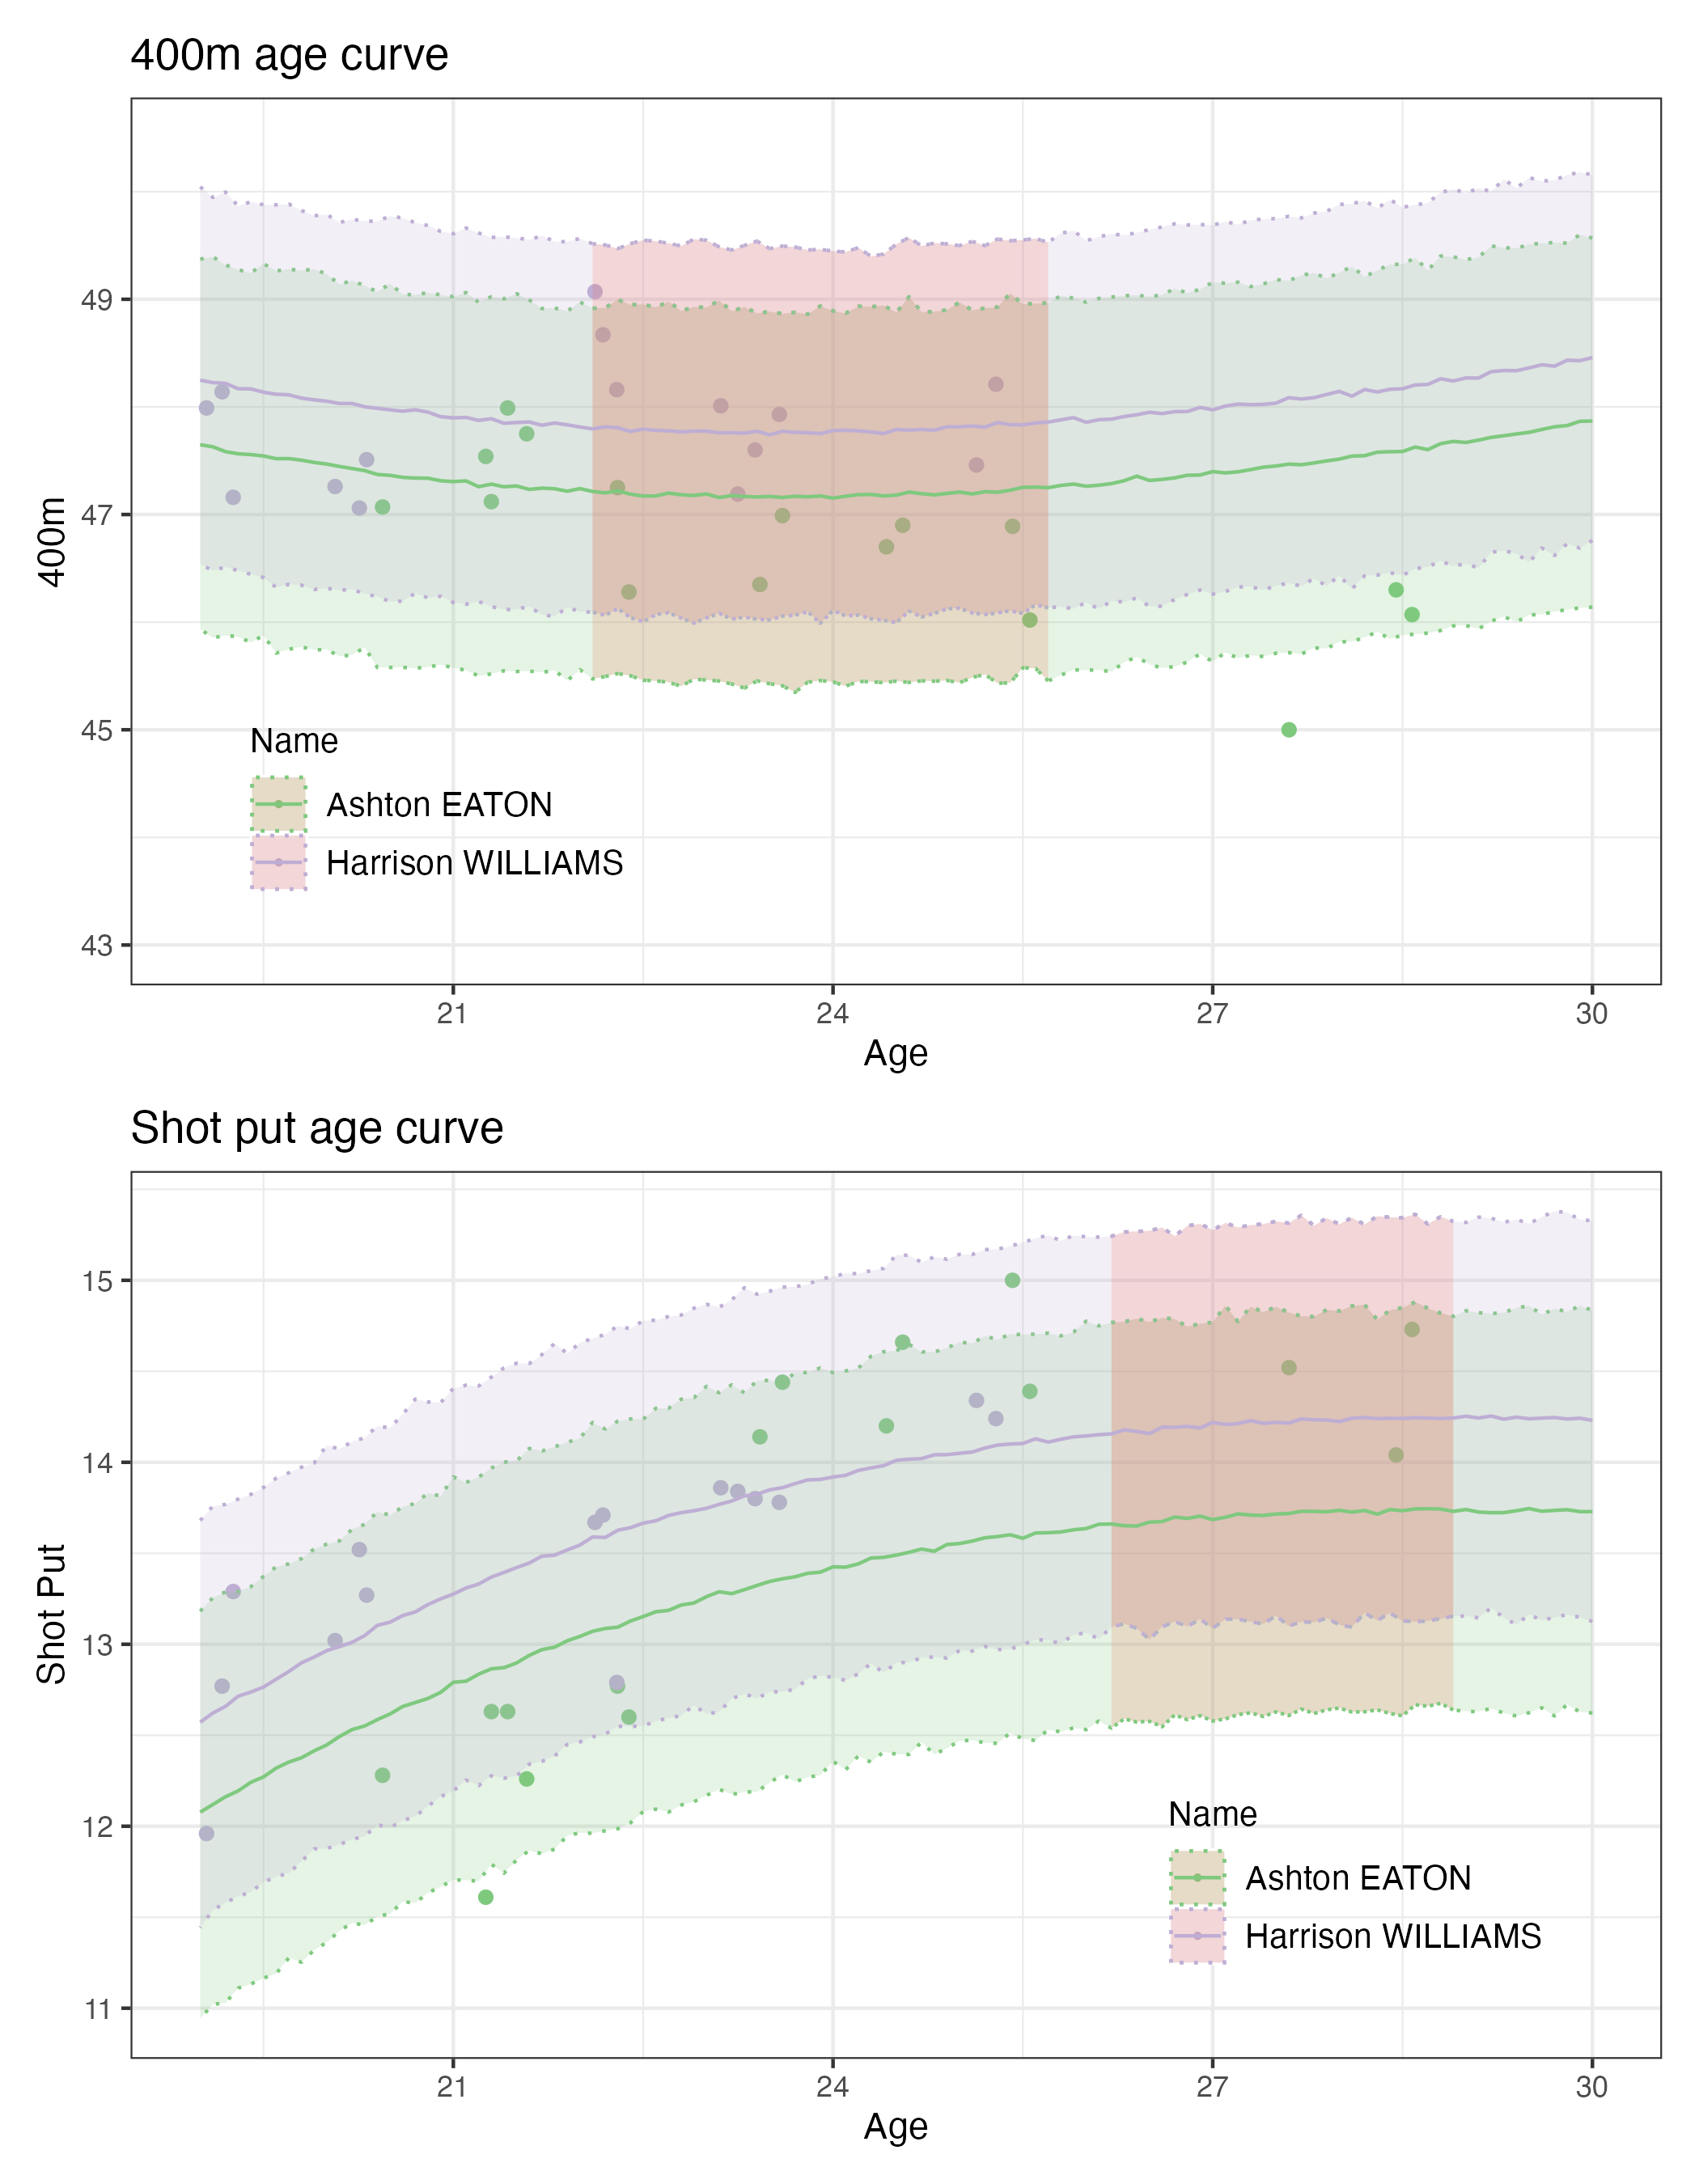 400m age curve
400m
49
47
45
43
Name
Ashton EATON
Harrison WILLIAMS
21 24 27 30
Age
Shot put age curve
Shot Put
15
14
13
12
11
Name
Ashton EATON
Harrison WILLIAMS
21 24 27 30
Age